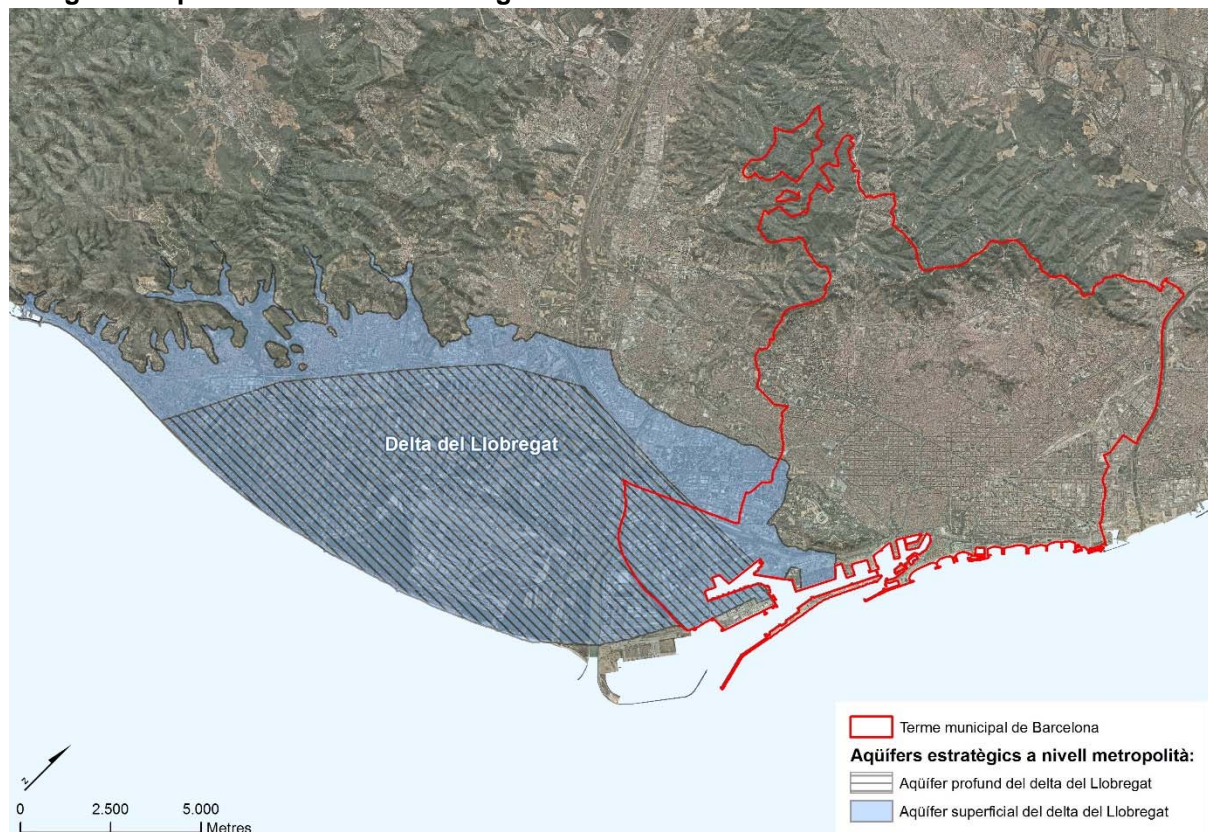 Delta del Llobregat
Terme municipal de Barcelona
Aqüífers estratègics a nivell metropolità:
Aqüífer profund del delta del Llobregat
Aqüífer superficial del delta del Llobregat
N
0 2.500 5.000
Metres